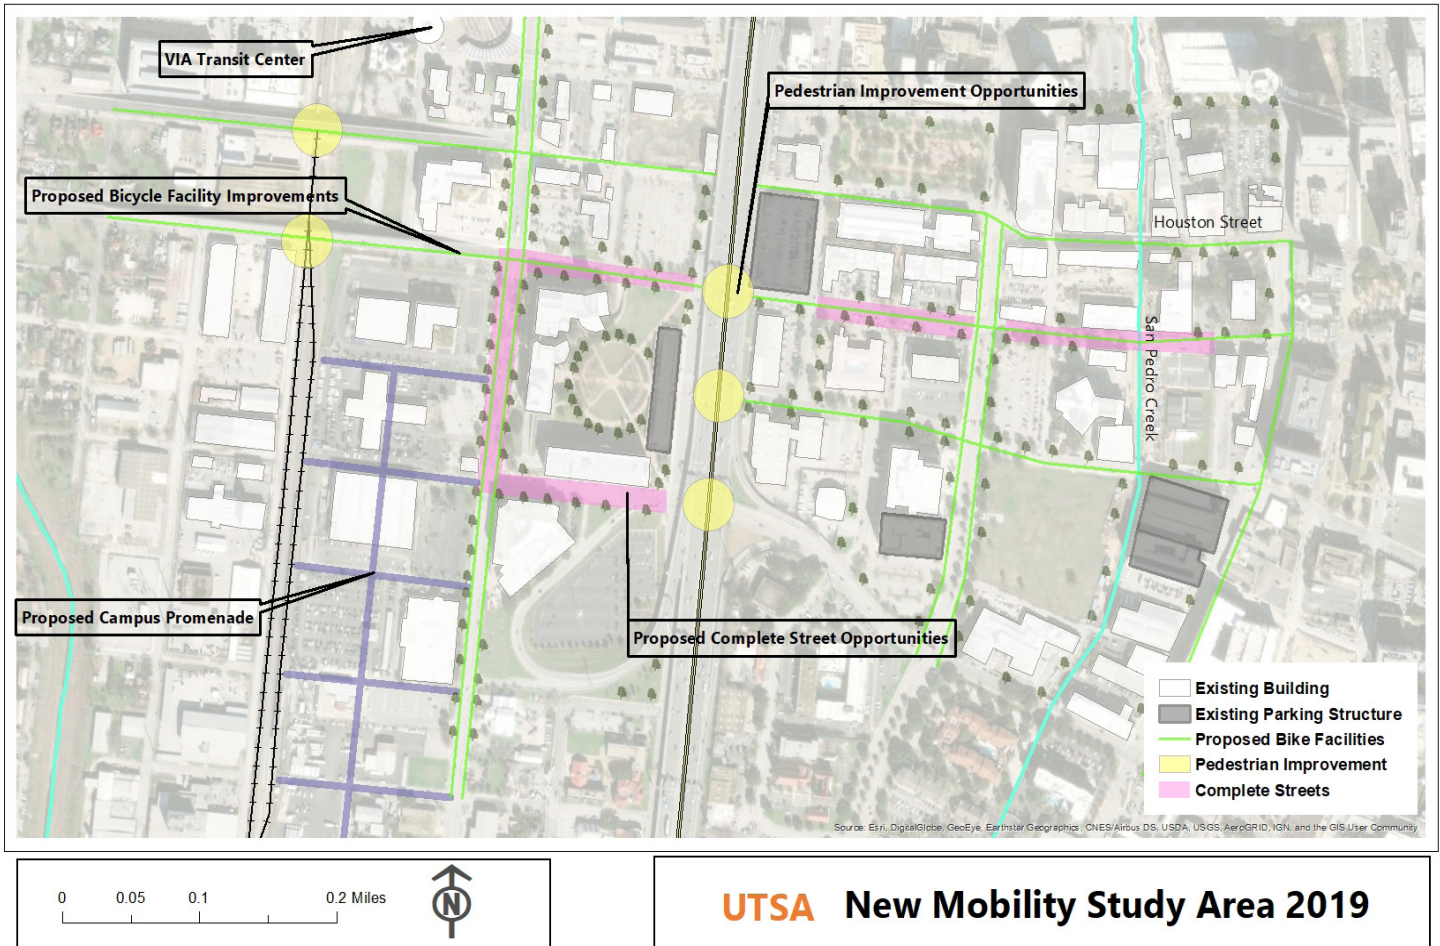 VIA Transit Center
Pedestrian Improvement Opportunities
Proposed Bicycle Facility Improvements
Houston Street
San Pedro Creek
Proposed Campus Promenade
Proposed Complete Street Opportunities
Existing Building
Existing Parking Structure
Proposed Bike Facilities
Pedestrian Improvement
Complete Streets
Source: Esri, DigitalGlobe, GeoEye, Earthstar Geographics, CNES/Airbus DS, USDA, USGS, AeroGRID, IGN, and the GIS User Community
0 0.05 0.1 0.2 Miles
N
UTSA New Mobility Study Area 2019